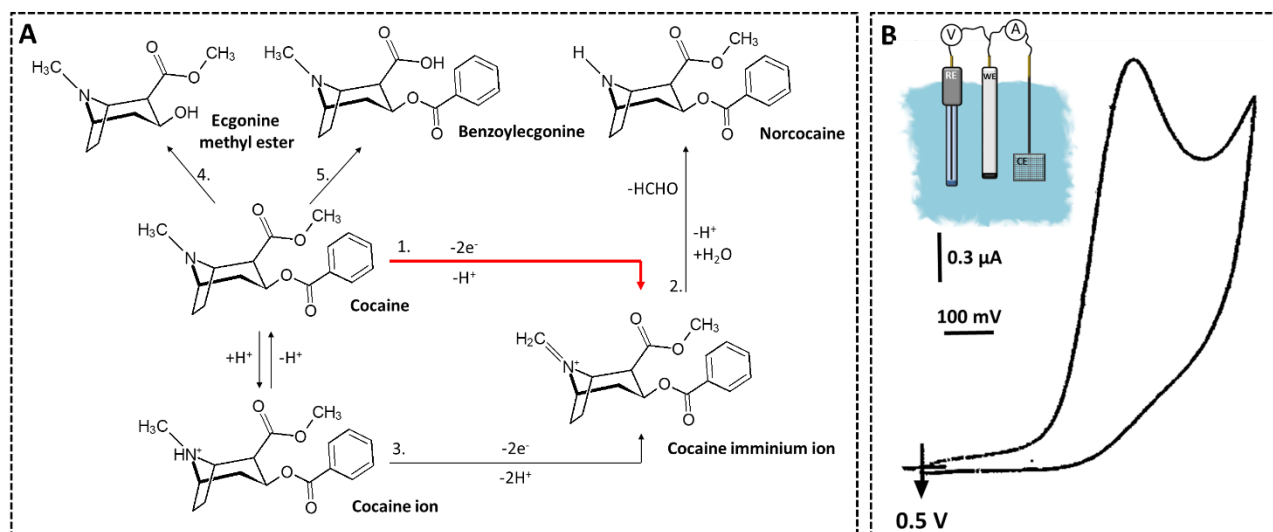 A
H₃C
N
O
O
CH₃
OH
Ecgonine
methyl ester
H₃C
N
O
OH
O
O
Benzoylecgonine
H
N
O
O
CH₃
O
O
Norcocaine
4.
5.
-HCHO
-H⁺
+H₂O
2.
H₃C
N
O
O
CH₃
O
O
Cocaine
1.
-2e⁻
-H⁺
+H⁺
-H⁺
H₃C
HN⁺
O
O
CH₃
O
O
Cocaine ion
3.
-2e⁻
-2H⁺
H₂C
N⁺
O
O
CH₃
O
O
Cocaine imminium ion
B
V
A
RE
WE
CE
0.3 µA
100 mV
0.5 V